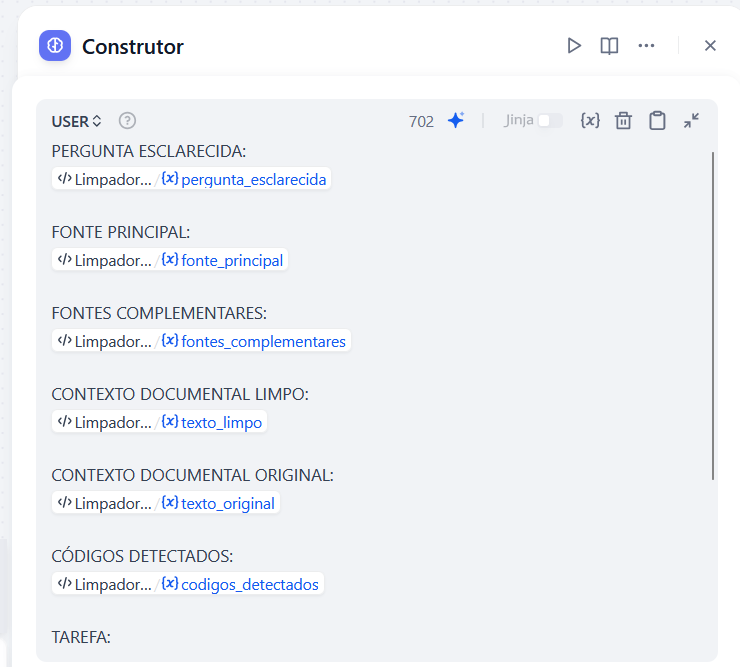 Construtor
USER
702
Jinja
{x}
PERGUNTA ESCLARECIDA:
</> Limpador... / {x} pergunta_esclarecida
FONTE PRINCIPAL:
</> Limpador... / {x} fonte_principal
FONTES COMPLEMENTARES:
</> Limpador... / {x} fontes_complementares
CONTEXTO DOCUMENTAL LIMPO:
</> Limpador... / {x} texto_limpo
CONTEXTO DOCUMENTAL ORIGINAL:
</> Limpador... / {x} texto_original
CÓDIGOS DETECTADOS:
</> Limpador... / {x} codigos_detectados
TAREFA: